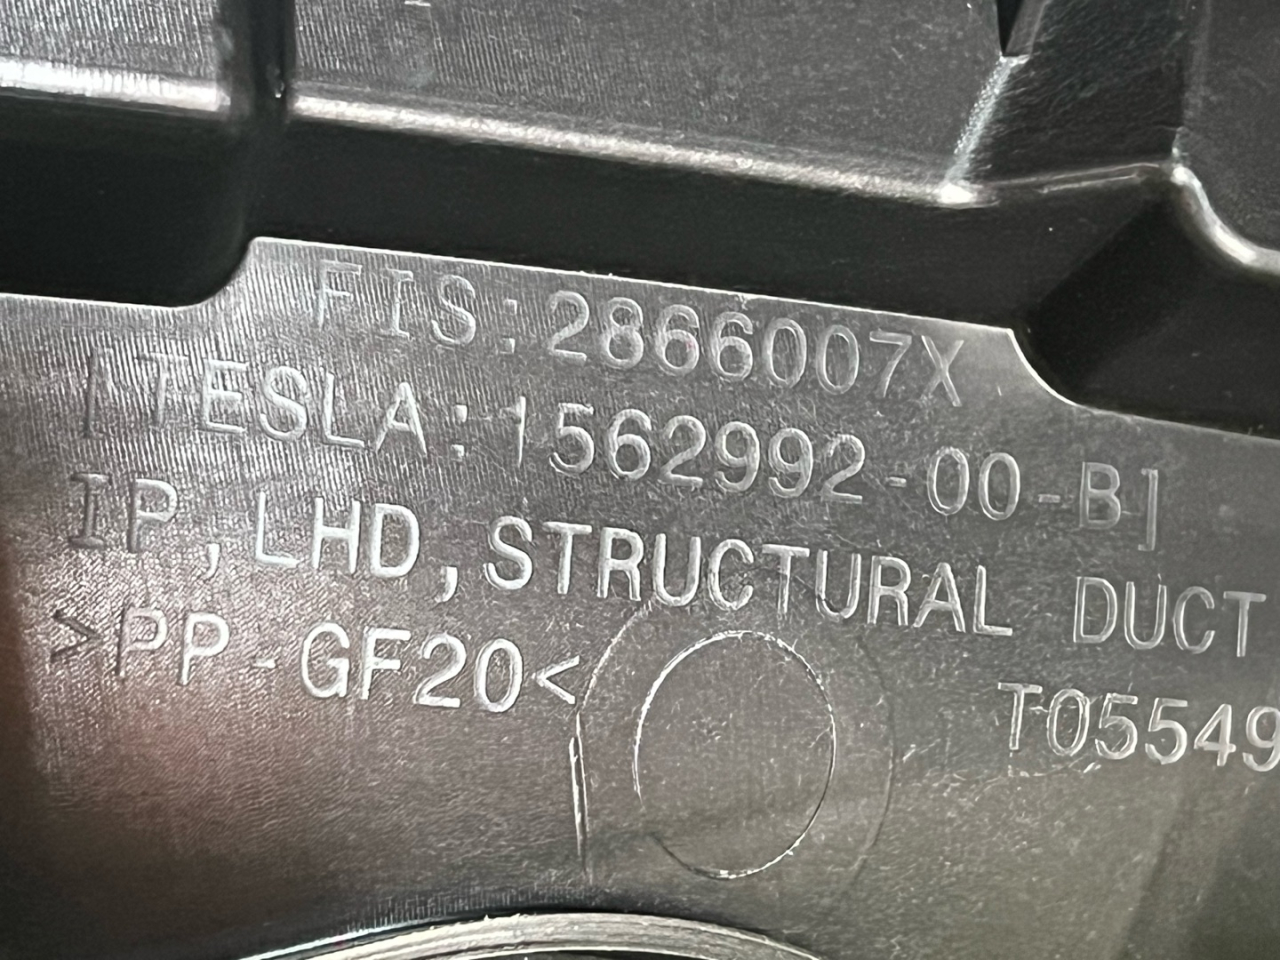 FIS:2866007X
[TESLA:1562992-00-B]
IP,LHD,STRUCTURAL DUCT
>PP-GF20<
T05549